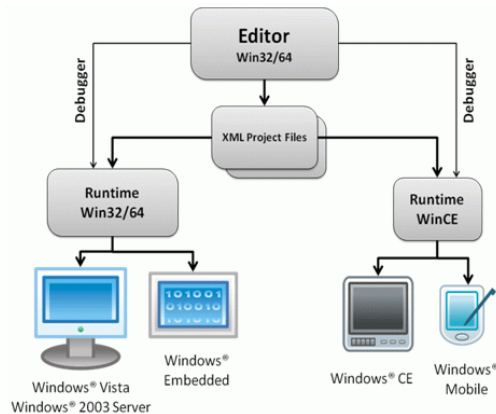 Editor
Win32/64
Debugger
Debugger
XML Project Files
Runtime
Win32/64
Runtime
WinCE
101001
010010
Windows® Vista
Windows® 2003 Server
Windows®
Embedded
Windows® CE
Windows®
Mobile